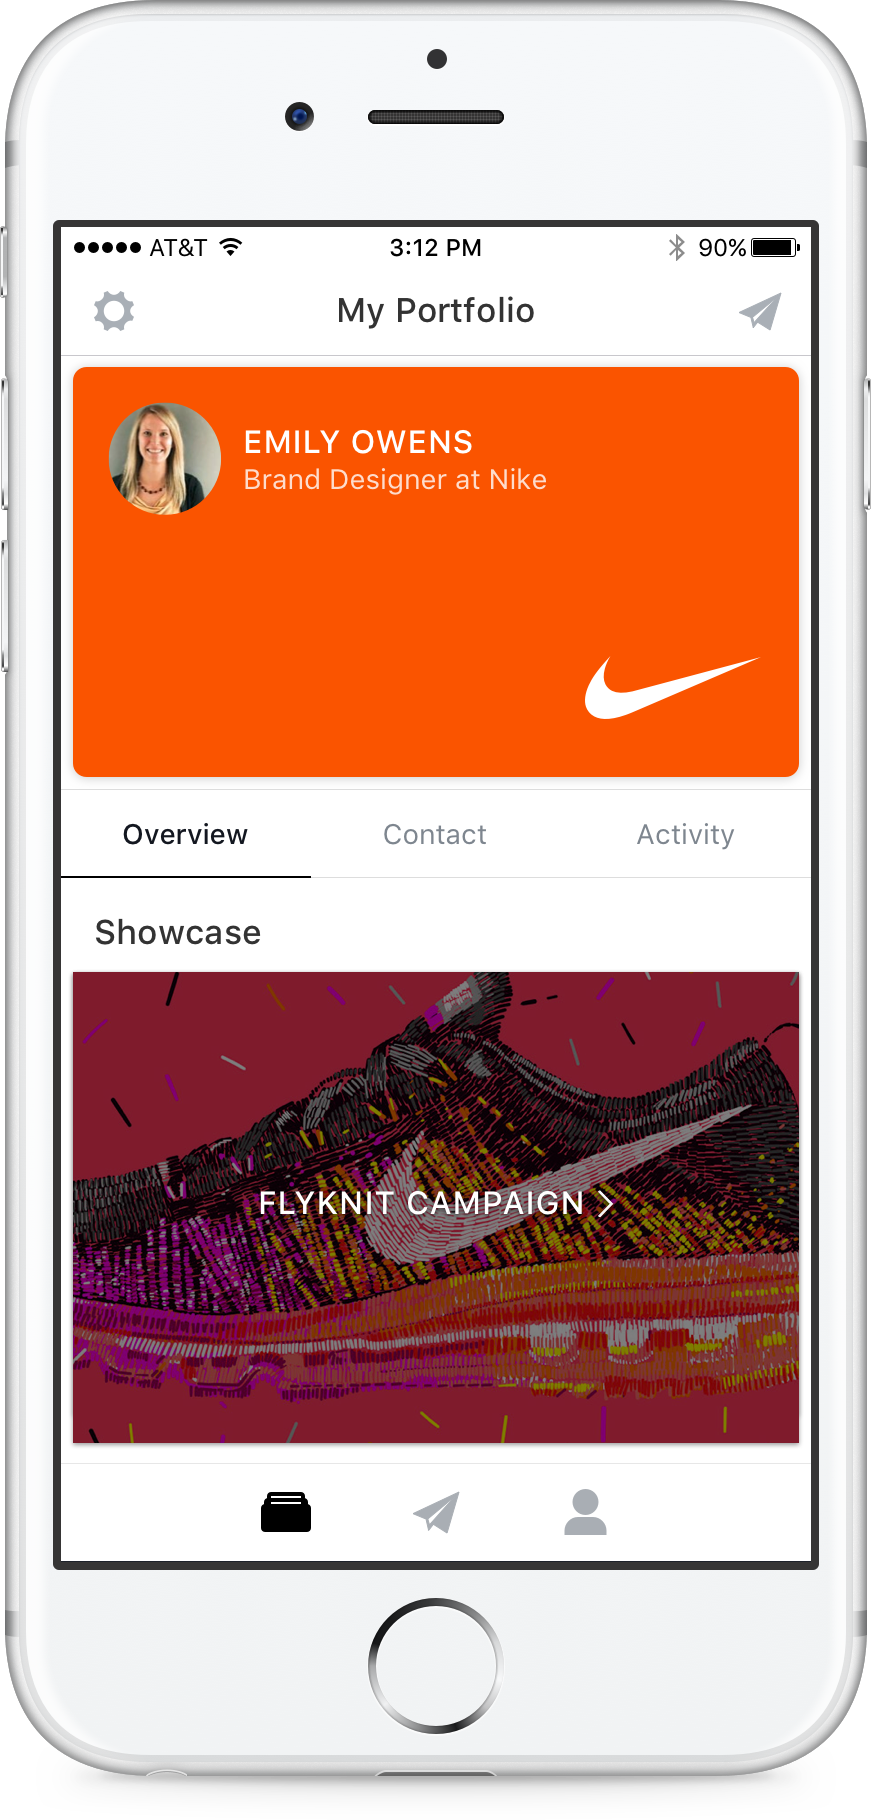 AT&T 3:12 PM 90%
My Portfolio
EMILY OWENS
Brand Designer at Nike
Overview Contact Activity
Showcase
FLYKNIT CAMPAIGN